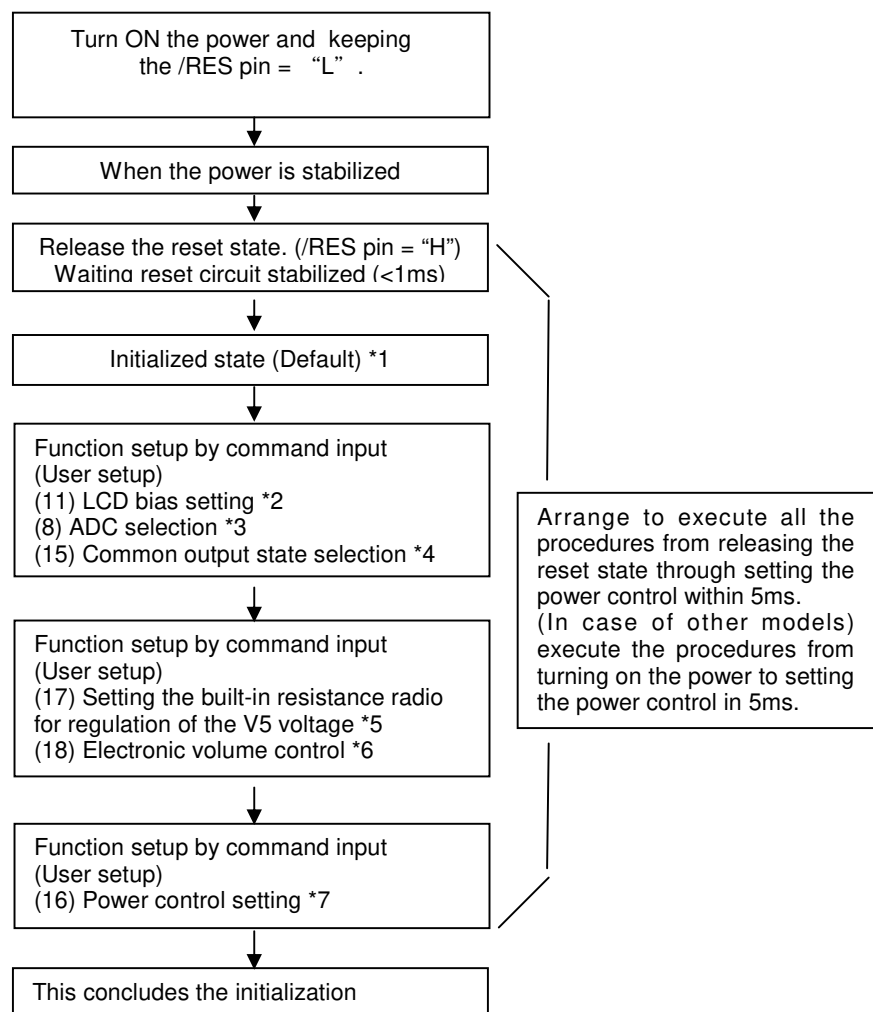 Turn ON the power and keeping
the /RES pin = “L” .
When the power is stabilized
Release the reset state. (/RES pin = “H”)
Waiting reset circuit stabilized (<1ms)
Initialized state (Default) *1
Function setup by command input
(User setup)
(11) LCD bias setting *2
(8) ADC selection *3
(15) Common output state selection *4
Function setup by command input
(User setup)
(17) Setting the built-in resistance radio
for regulation of the V5 voltage *5
(18) Electronic volume control *6
Function setup by command input
(User setup)
(16) Power control setting *7
This concludes the initialization
Arrange to execute all the
procedures from releasing the
reset state through setting the
power control within 5ms.
(In case of other models)
execute the procedures from
turning on the power to setting
the power control in 5ms.